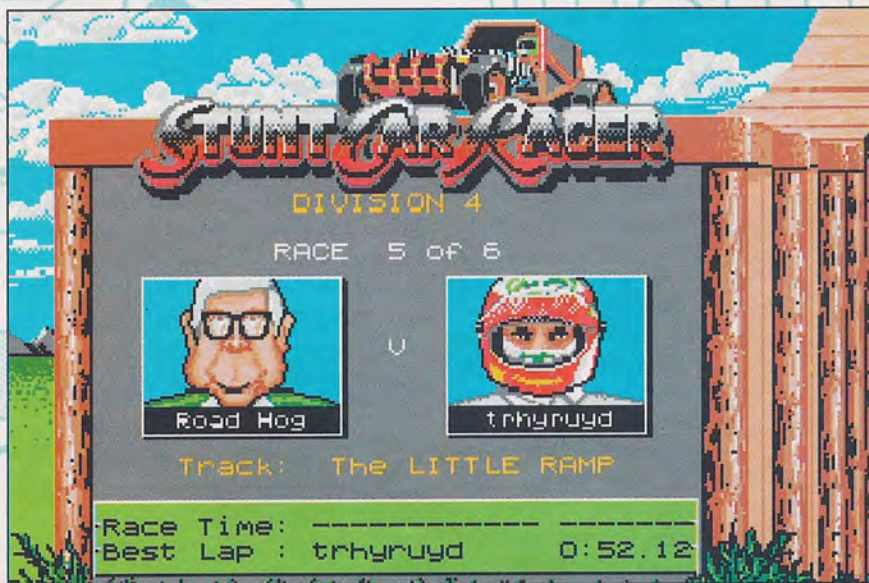 STUNT CAR RACER
DIVISION 4
RACE 5 of 6
V
Road Hog
trhyruyd
Track: The LITTLE RAMP
Race Time: ------------ -------
Best Lap : trhyruyd 0:52.12